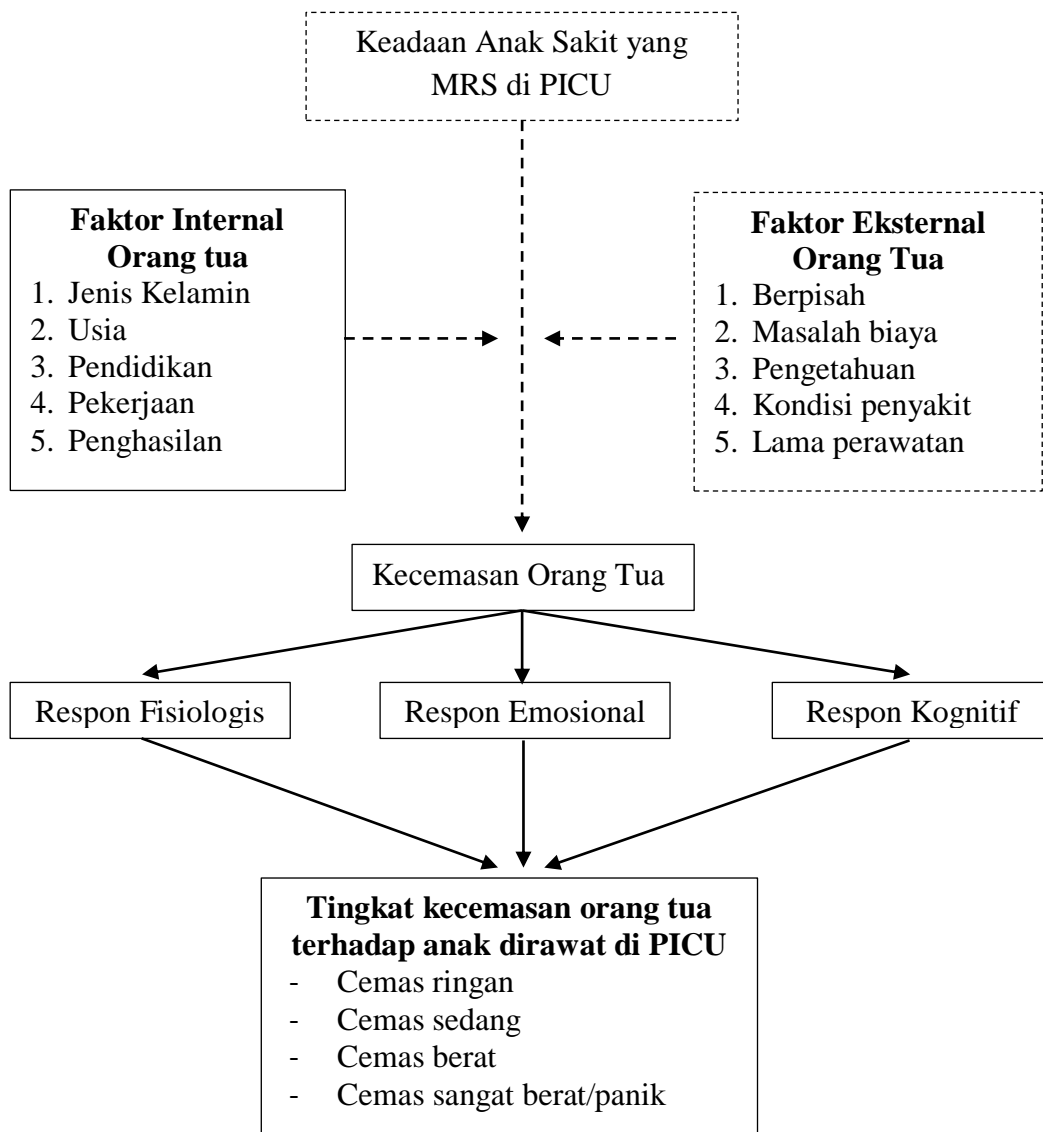 Keadaan Anak Sakit yang
MRS di PICU
Faktor Internal
Orang tua
1. Jenis Kelamin
2. Usia
3. Pendidikan
4. Pekerjaan
5. Penghasilan
Faktor Eksternal
Orang Tua
1. Berpisah
2. Masalah biaya
3. Pengetahuan
4. Kondisi penyakit
5. Lama perawatan
Kecemasan Orang Tua
Respon Fisiologis
Respon Emosional
Respon Kognitif
Tingkat kecemasan orang tua
terhadap anak dirawat di PICU
- Cemas ringan
- Cemas sedang
- Cemas berat
- Cemas sangat berat/panik